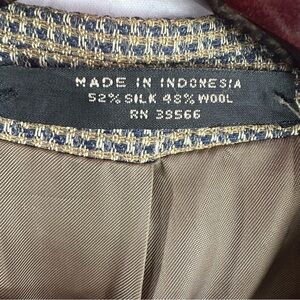 MADE IN INDONESIA
52% SILK 48% WOOL
RN 39566